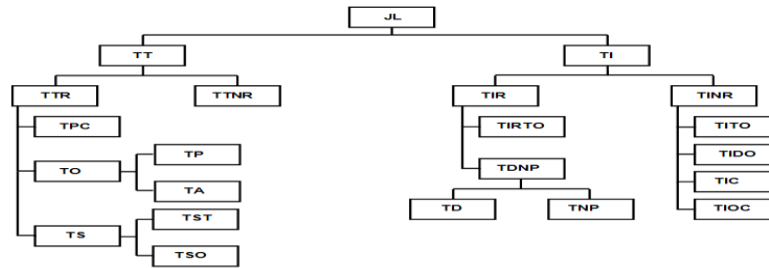 JL
TT
TI
TTR
TTNR
TIR
TINR
TPC
TIRTO
TITO
TO
TP
TDNP
TIDO
TA
TIC
TD
TNP
TIOC
TST
TS
TSO